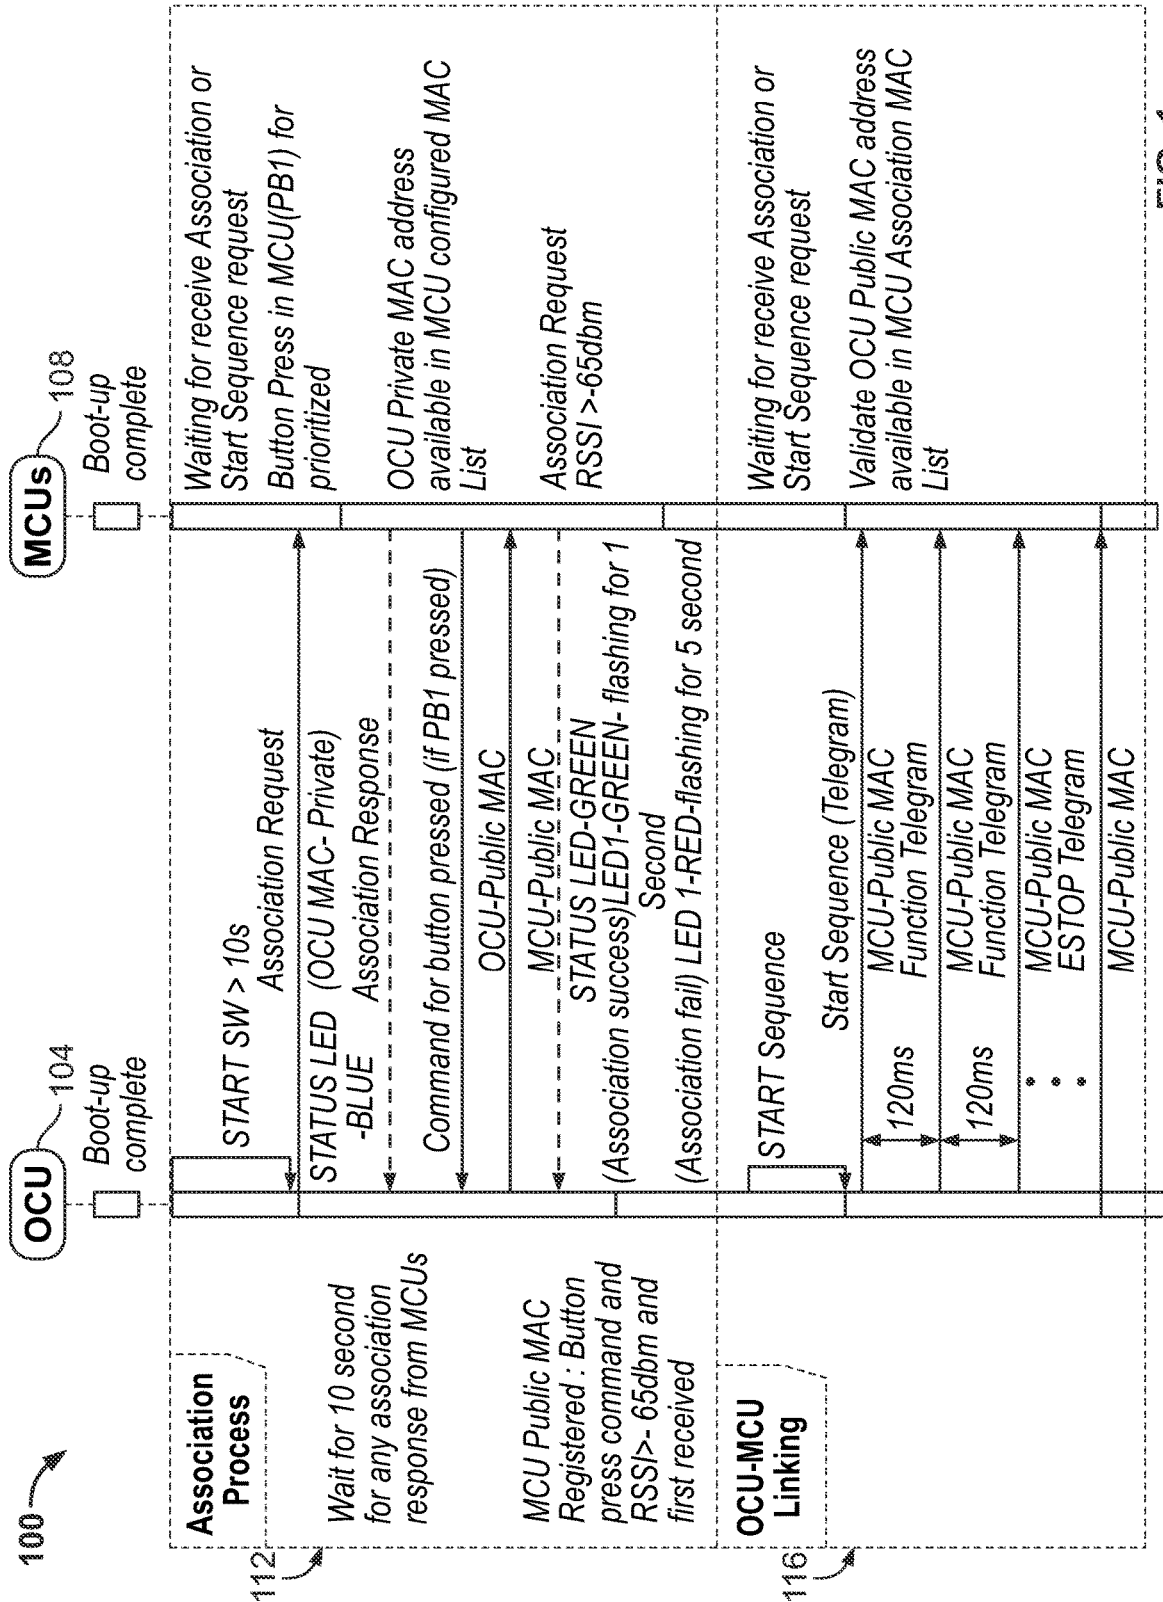 100
OCU
104
MCUs
108
Boot-up
complete
Boot-up
complete
112
Association
Process
START SW > 10s
Association Request
Waiting for receive Association or
Start Sequence request
Button Press in MCU(PB1) for
prioritized
Wait for 10 second
for any association
response from MCUs
STATUS LED
-BLUE
(OCU MAC- Private)
Association Response
OCU Private MAC address
available in MCU configured MAC
List
Command for button pressed (if PB1 pressed)
OCU-Public MAC
MCU-Public MAC
Association Request
RSSI >-65dbm
MCU Public MAC
Registered : Button
press command and
RSSI>- 65dbm and
first received
STATUS LED-GREEN
(Association success)LED1-GREEN- flashing for 1
Second
(Association fail) LED 1-RED-flashing for 5 second
116
OCU-MCU
Linking
START Sequence
Waiting for receive Association or
Start Sequence request
Start Sequence (Telegram)
Validate OCU Public MAC address
available in MCU Association MAC
List
120ms
MCU-Public MAC
Function Telegram
120ms
MCU-Public MAC
Function Telegram
MCU-Public MAC
ESTOP Telegram
MCU-Public MAC